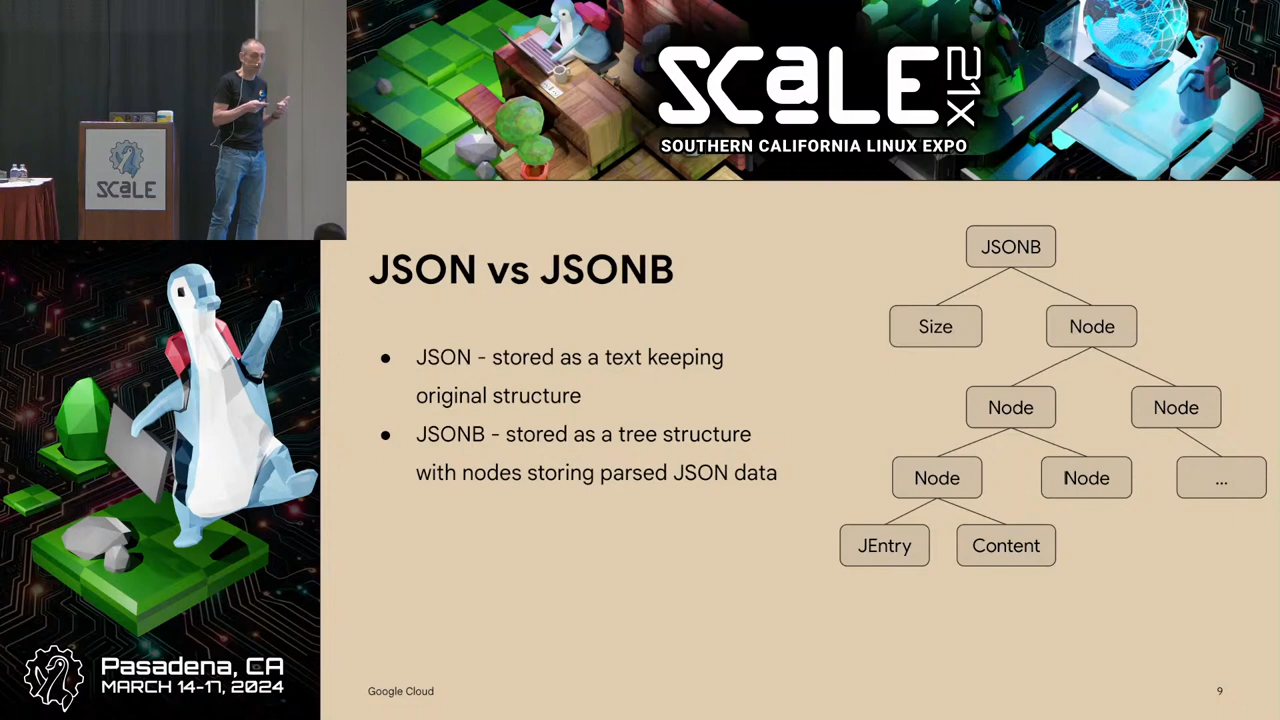 SCALE
SCALE 21X
SOUTHERN CALIFORNIA LINUX EXPO
JSON vs JSONB
● JSON - stored as a text keeping
original structure
● JSONB - stored as a tree structure
with nodes storing parsed JSON data
JSONB
Size
Node
Node
Node
Node
Node
...
JEntry
Content
Pasadena, CA
MARCH 14-17, 2024
Google Cloud
9